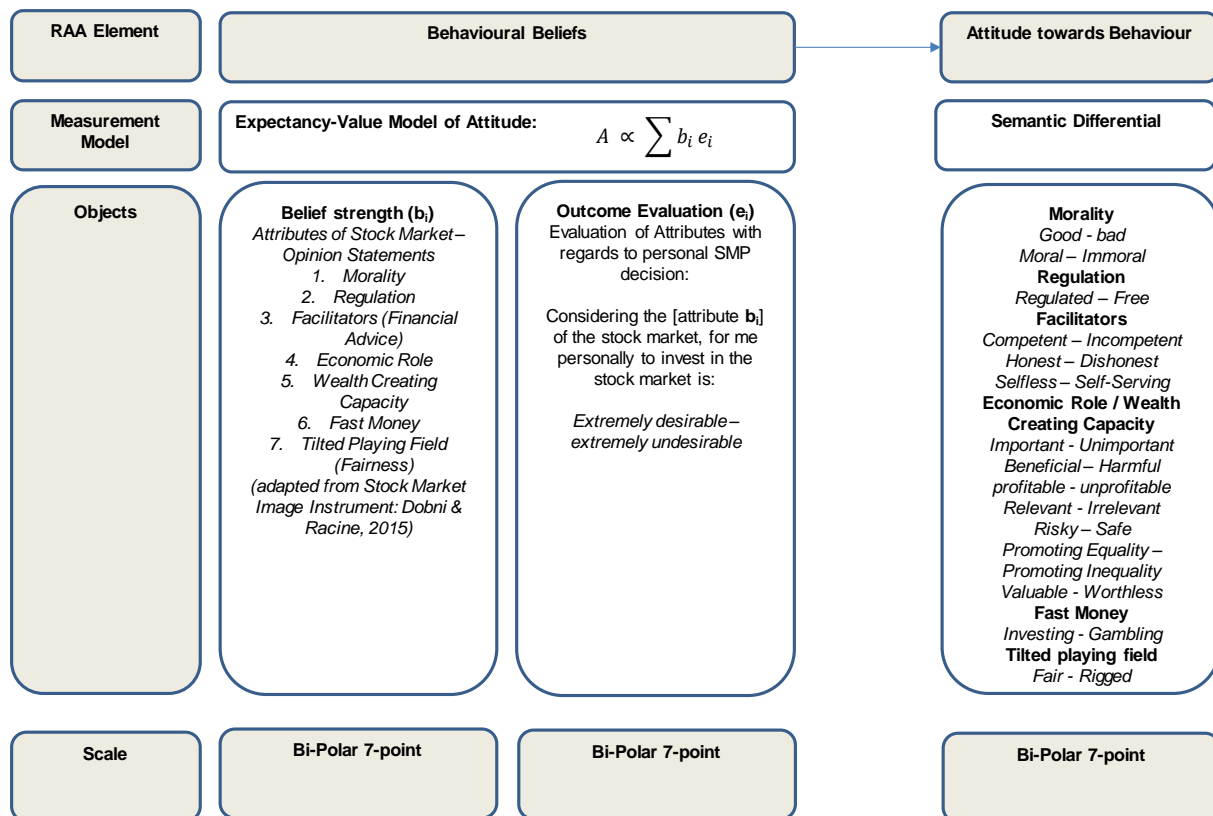 RAA Element
Behavioural Beliefs
Attitude towards Behaviour
Measurement
Model
Expectancy-Value Model of Attitude:
A ∝ ∑ bᵢ eᵢ
Semantic Differential
Objects
Belief strength (bᵢ)
Attributes of Stock Market –
Opinion Statements
1. Morality
2. Regulation
3. Facilitators (Financial
Advice)
4. Economic Role
5. Wealth Creating
Capacity
6. Fast Money
7. Tilted Playing Field
(Fairness)
(adapted from Stock Market
Image Instrument: Dobni &
Racine, 2015)
Outcome Evaluation (eᵢ)
Evaluation of Attributes with
regards to personal SMP
decision:
Considering the [attribute bᵢ]
of the stock market, for me
personally to invest in the
stock market is:
Extremely desirable –
extremely undesirable
Morality
Good - bad
Moral – Immoral
Regulation
Regulated – Free
Facilitators
Competent – Incompetent
Honest – Dishonest
Selfless – Self-Serving
Economic Role / Wealth
Creating Capacity
Important - Unimportant
Beneficial – Harmful
profitable - unprofitable
Relevant - Irrelevant
Risky – Safe
Promoting Equality –
Promoting Inequality
Valuable - Worthless
Fast Money
Investing - Gambling
Tilted playing field
Fair - Rigged
Scale
Bi-Polar 7-point
Bi-Polar 7-point
Bi-Polar 7-point